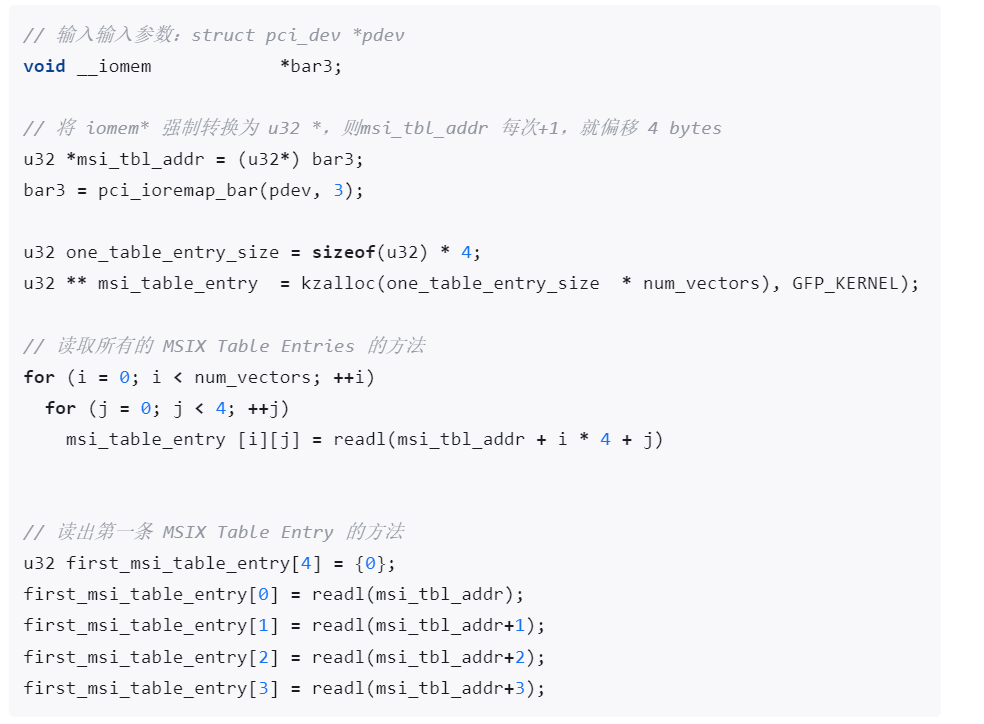 // 输入输入参数：struct pci_dev *pdev
void __iomem            *bar3;
// 将 iomem* 强制转换为 u32 *，则msi_tbl_addr 每次+1，就偏移 4 bytes
u32 *msi_tbl_addr = (u32*) bar3;
bar3 = pci_ioremap_bar(pdev, 3);
u32 one_table_entry_size = sizeof(u32) * 4;
u32 ** msi_table_entry  = kzalloc(one_table_entry_size  * num_vectors), GFP_KERNEL);
// 读取所有的 MSIX Table Entries 的方法
for (i = 0; i < num_vectors; ++i)
  for (j = 0; j < 4; ++j)
    msi_table_entry [i][j] = readl(msi_tbl_addr + i * 4 + j)
// 读出第一条 MSIX Table Entry 的方法
u32 first_msi_table_entry[4] = {0};
first_msi_table_entry[0] = readl(msi_tbl_addr);
first_msi_table_entry[1] = readl(msi_tbl_addr+1);
first_msi_table_entry[2] = readl(msi_tbl_addr+2);
first_msi_table_entry[3] = readl(msi_tbl_addr+3);